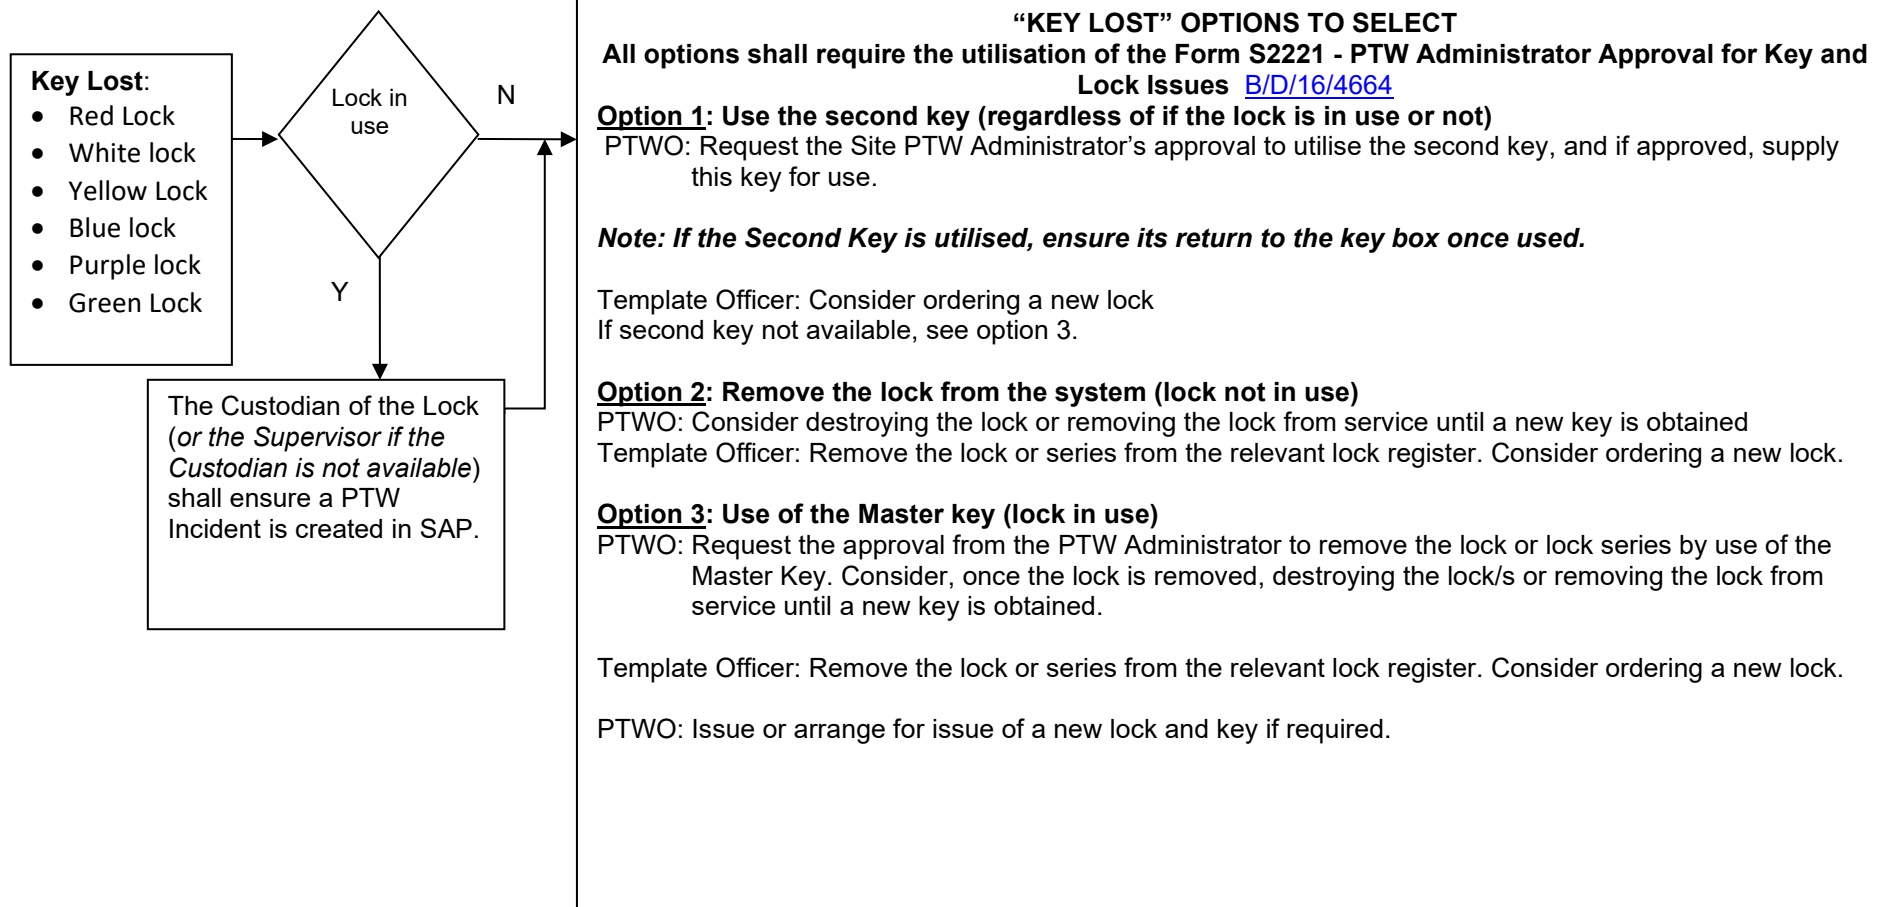 Key Lost:
• Red Lock
• White lock
• Yellow Lock
• Blue lock
• Purple lock
• Green Lock
Lock in
use
N
Y
The Custodian of the Lock
(or the Supervisor if the
Custodian is not available)
shall ensure a PTW
Incident is created in SAP.
“KEY LOST” OPTIONS TO SELECT
All options shall require the utilisation of the Form S2221 - PTW Administrator Approval for Key and
Lock Issues B/D/16/4664
Option 1: Use the second key (regardless of if the lock is in use or not)
PTWO: Request the Site PTW Administrator’s approval to utilise the second key, and if approved, supply
this key for use.
Note: If the Second Key is utilised, ensure its return to the key box once used.
Template Officer: Consider ordering a new lock
If second key not available, see option 3.
Option 2: Remove the lock from the system (lock not in use)
PTWO: Consider destroying the lock or removing the lock from service until a new key is obtained
Template Officer: Remove the lock or series from the relevant lock register. Consider ordering a new lock.
Option 3: Use of the Master key (lock in use)
PTWO: Request the approval from the PTW Administrator to remove the lock or lock series by use of the
Master Key. Consider, once the lock is removed, destroying the lock/s or removing the lock from
service until a new key is obtained.
Template Officer: Remove the lock or series from the relevant lock register. Consider ordering a new lock.
PTWO: Issue or arrange for issue of a new lock and key if required.